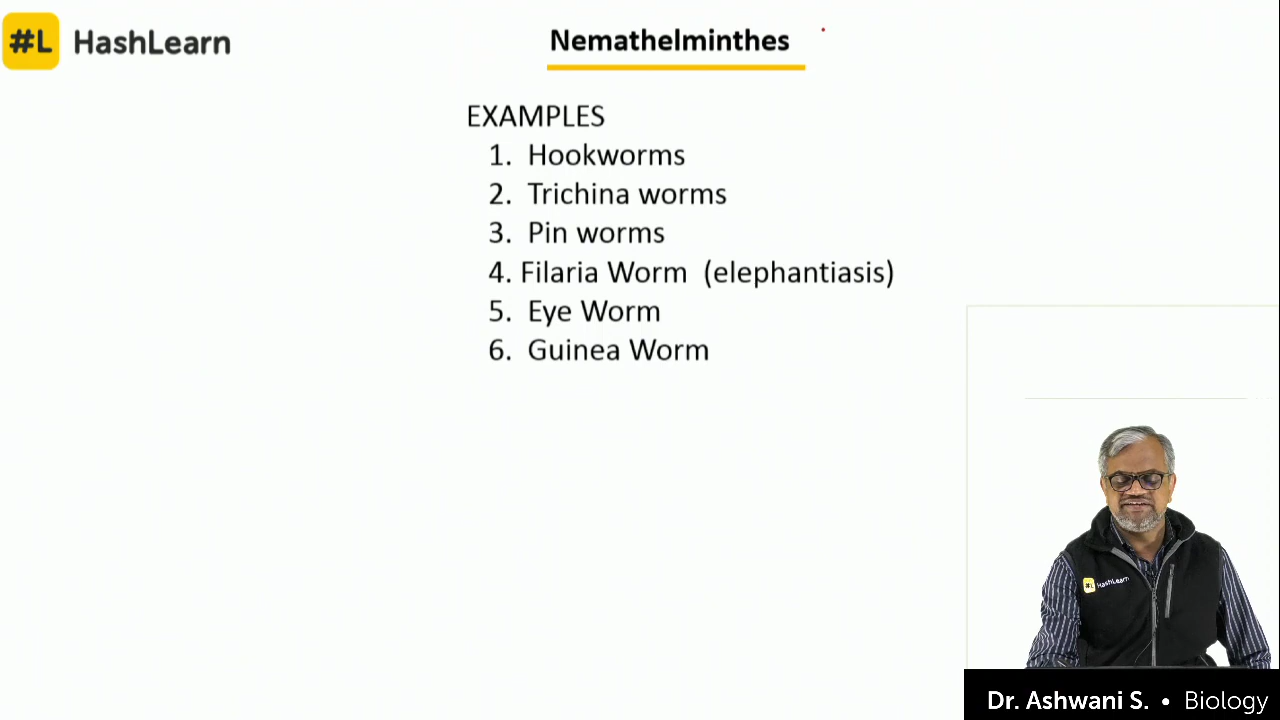 #L HashLearn
Nemathelminthes
EXAMPLES
1. Hookworms
2. Trichina worms
3. Pin worms
4. Filaria Worm (elephantiasis)
5. Eye Worm
6. Guinea Worm
#L HashLearn
Dr. Ashwani S. • Biology